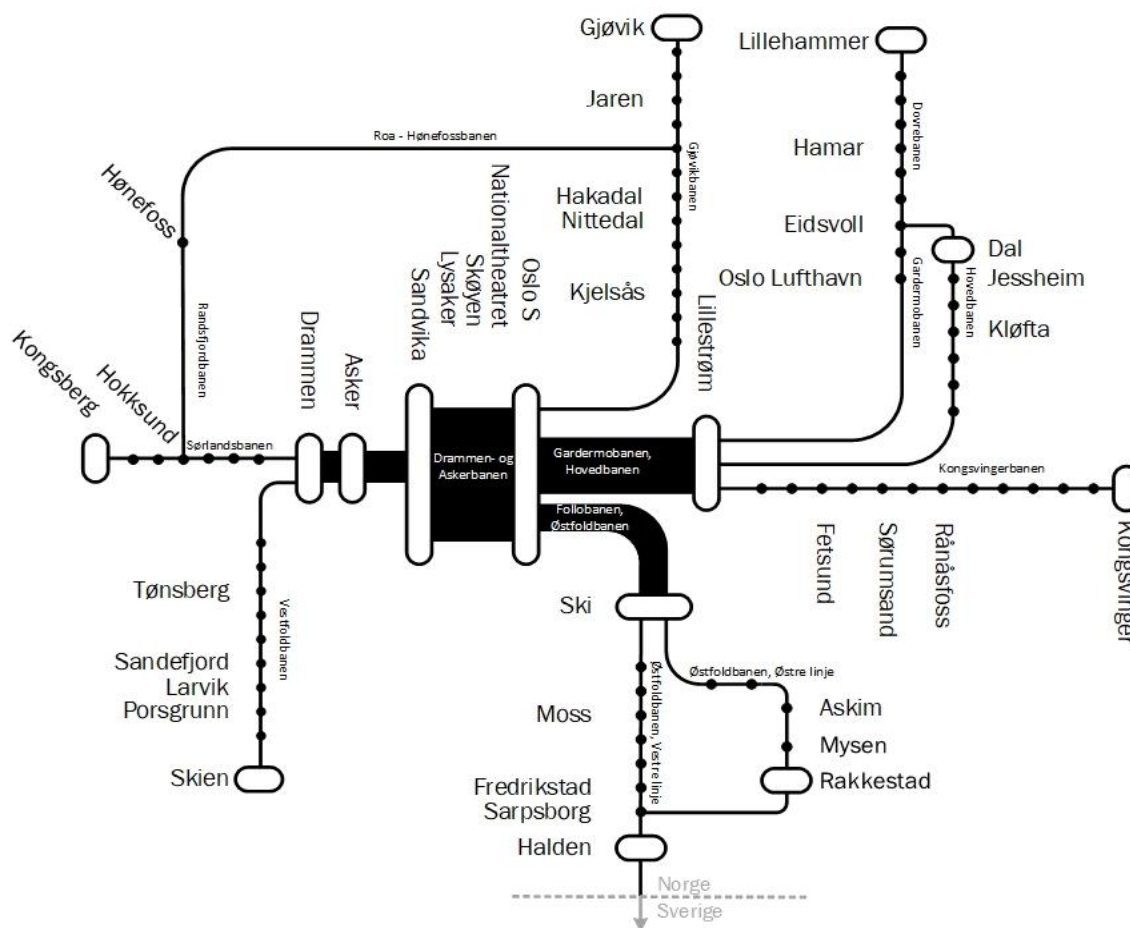 Gjøvik
Lillehammer
Jaren
Dovrebanen
Roa - Hønefossbanen
Gjøvikbanen
Hamar
Hønefoss
Hakadal
Nittedal
Eidsvoll
Dal
Jessheim
Oslo Lufthavn
Gardermobanen
Hovedbanen
Kløfta
Kjelsås
Sandvika
Lysaker
Skøyen
Nationaltheatret
Oslo S
Lillestrøm
Randsfjordbanen
Drammen
Asker
Kongsberg
Hokksund
Sørlandsbanen
Drammen- og
Askerbanen
Gardermobanen,
Hovedbanen
Kongsvingerbanen
Follobanen,
Østfoldbanen
Fetsund
Sørumsand
Rånåsfoss
Kongsvinger
Tønsberg
Vestfoldbanen
Sandefjord
Larvik
Porsgrunn
Skien
Ski
Østfoldbanen, Vestre linje
Østfoldbanen, Østre linje
Moss
Askim
Mysen
Rakkestad
Fredrikstad
Sarpsborg
Halden
Norge
Sverige